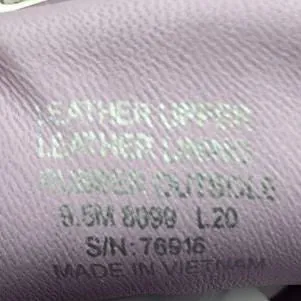 LEATHER UPPER
LEATHER LINING
RUBBER OUTSOLE
9.5M 8099 L20
S/N: 76916
MADE IN VIETNAM